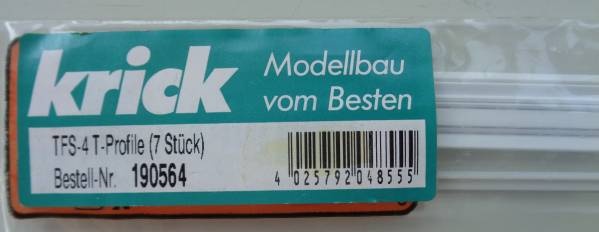 krick
Modellbau
vom Besten
TFS-4 T-Profile (7 Stück)
Bestell-Nr. 190564
4 025792 048555